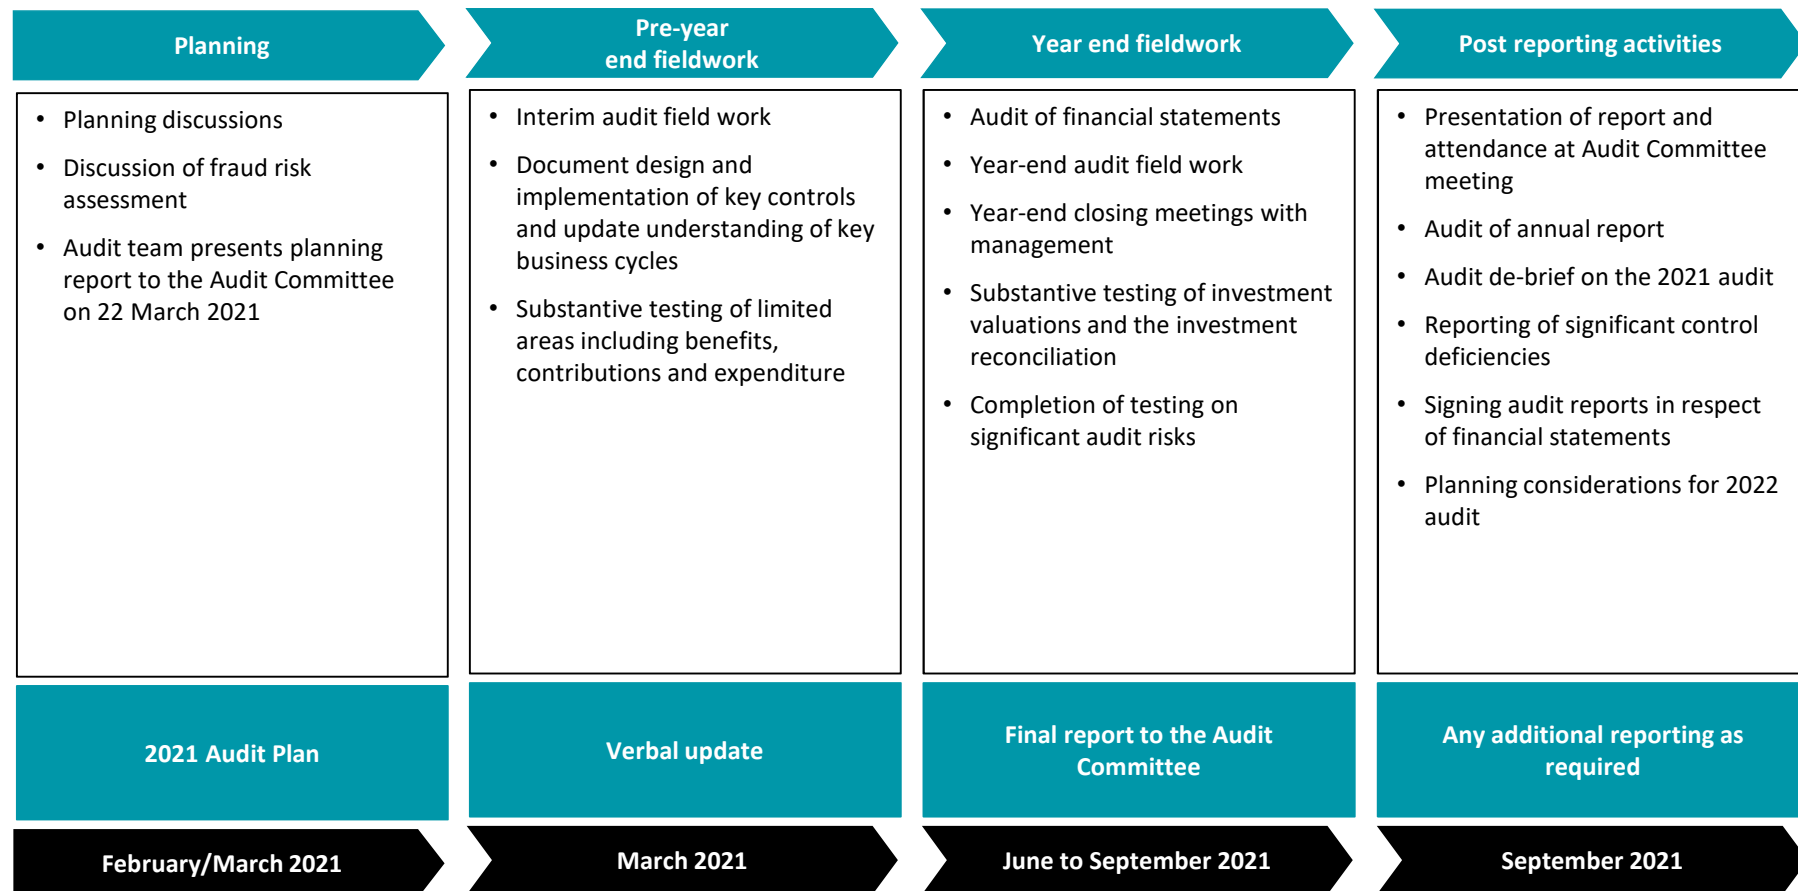 Planning
Pre-year
end fieldwork
Year end fieldwork
Post reporting activities
• Planning discussions
• Discussion of fraud risk
assessment
• Audit team presents planning
report to the Audit Committee
on 22 March 2021
• Interim audit field work
• Document design and
implementation of key controls
and update understanding of key
business cycles
• Substantive testing of limited
areas including benefits,
contributions and expenditure
• Audit of financial statements
• Year-end audit field work
• Year-end closing meetings with
management
• Substantive testing of investment
valuations and the investment
reconciliation
• Completion of testing on
significant audit risks
• Presentation of report and
attendance at Audit Committee
meeting
• Audit of annual report
• Audit de-brief on the 2021 audit
• Reporting of significant control
deficiencies
• Signing audit reports in respect
of financial statements
• Planning considerations for 2022
audit
2021 Audit Plan
Verbal update
Final report to the Audit
Committee
Any additional reporting as
required
February/March 2021
March 2021
June to September 2021
September 2021